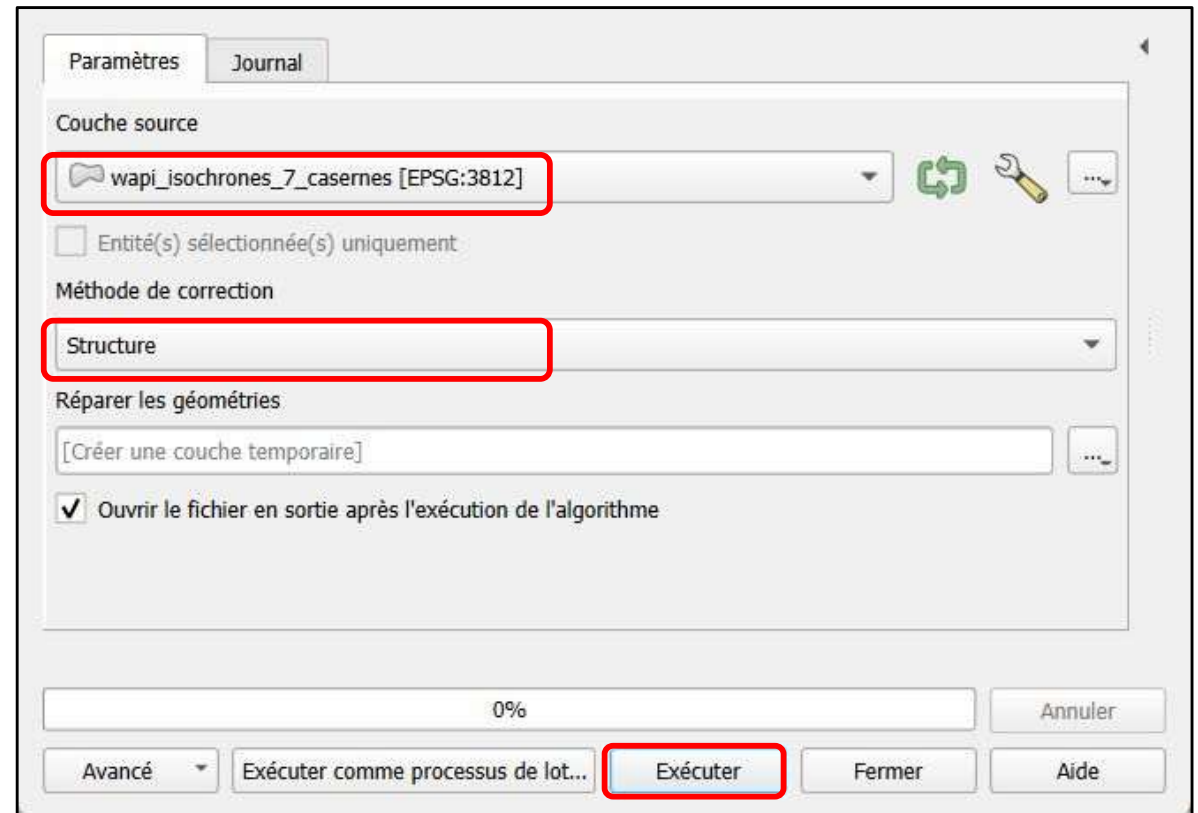 Paramètres Journal
Couche source
wapi_isochrones_7_casernes [EPSG:3812]
...
Entité(s) sélectionnée(s) uniquement
Méthode de correction
Structure
Réparer les géométries
[Créer une couche temporaire]
...
Ouvrir le fichier en sortie après l'exécution de l'algorithme
0% Annuler
Avancé Exécuter comme processus de lot... Exécuter Fermer Aide